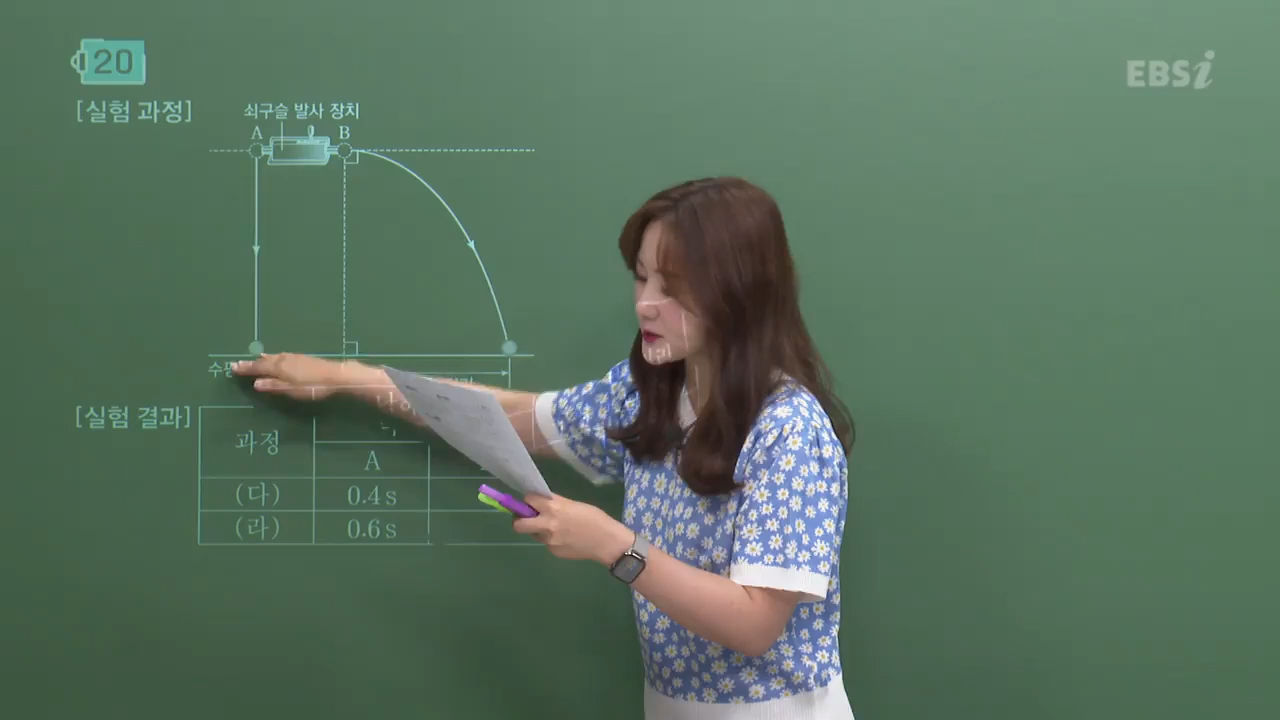 20
EBSi
[실험 과정]
쇠구슬 발사 장치
A B
[실험 결과]
과정
A
(다) 0.4 s
(라) 0.6 s